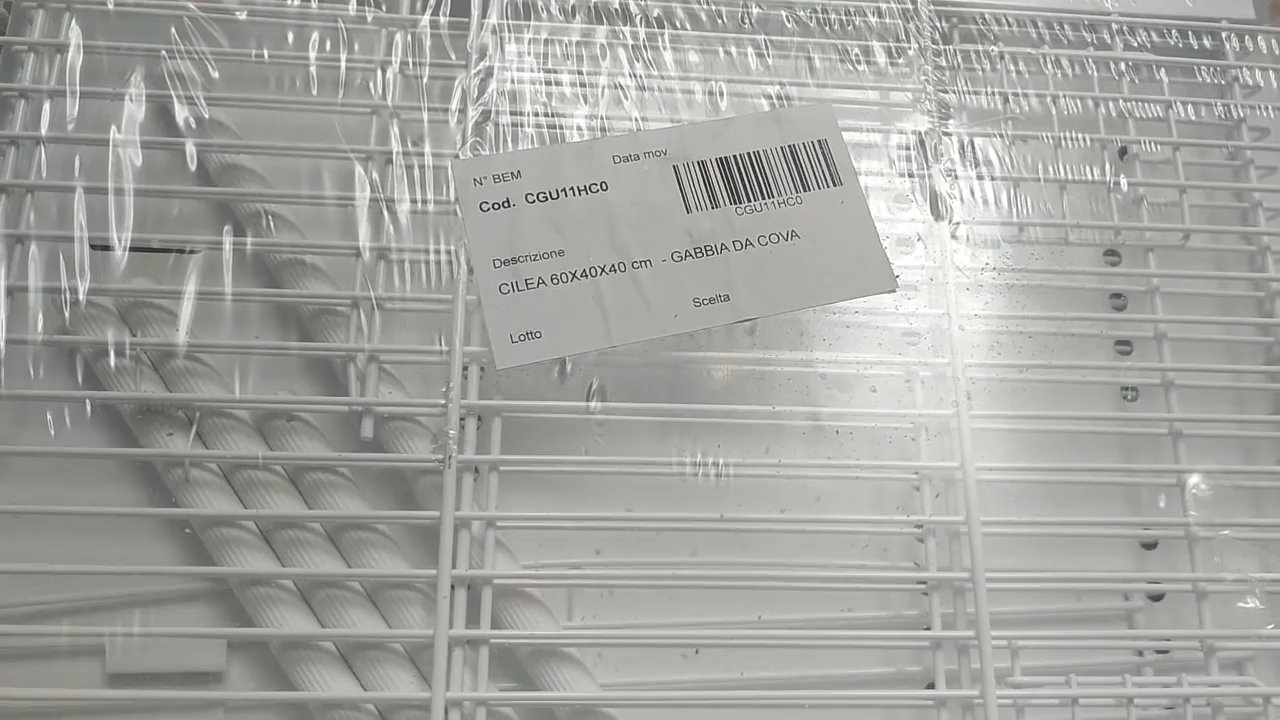 N° BEM
Data mov.
Cod. CGU11HC0
CGU11HC0
Descrizione
CILEA 60X40X40 cm - GABBIA DA COVA
Scelta
Lotto